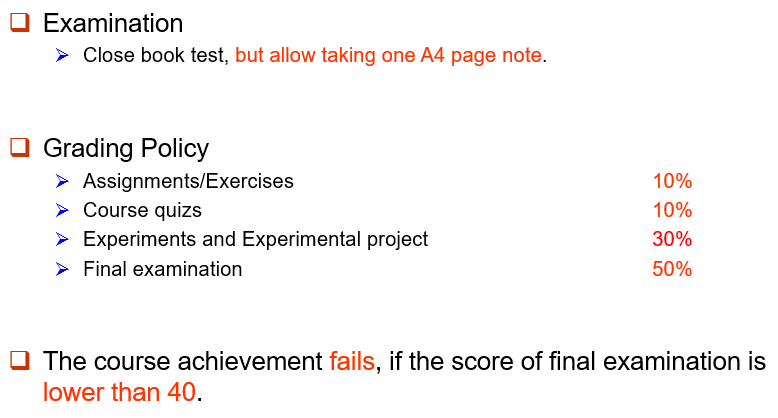 Examination
Close book test, but allow taking one A4 page note.
Grading Policy
Assignments/Exercises 10%
Course quizs 10%
Experiments and Experimental project 30%
Final examination 50%
The course achievement fails, if the score of final examination is
lower than 40.